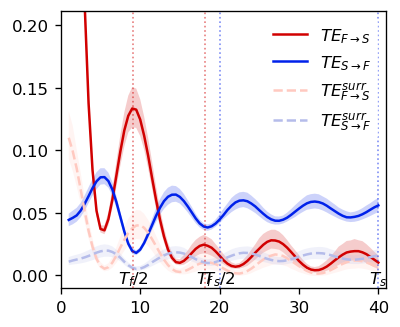 0.20
0.15
0.10
0.05
0.00
TE_{F→S}
TE_{S→F}
TE^{surr}_{F→S}
TE^{surr}_{S→F}
T_f/2
T_f
T_s/2
T_s
0 10 20 30 40